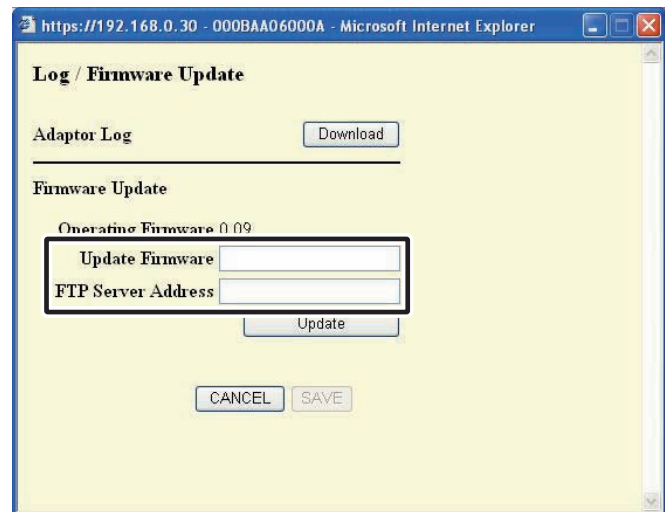 https://192.168.0.30 - 000BAA06000A - Microsoft Internet Explorer
Log / Firmware Update
Adaptor Log Download
Firmware Update
Operating Firmware 0.09
Update Firmware
FTP Server Address
Update
CANCEL SAVE